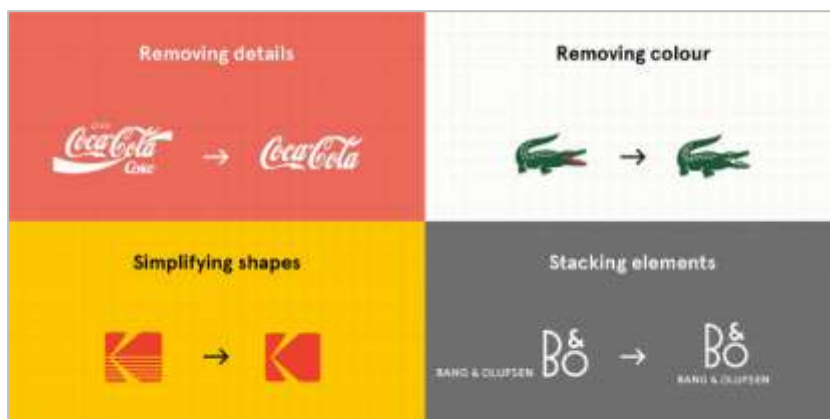 Removing details
Coca-Cola
Coke
Coca-Cola
Removing colour
Simplifying shapes
Stacking elements
BANG & OLUFSEN
B&O
B&O
BANG & OLUFSEN